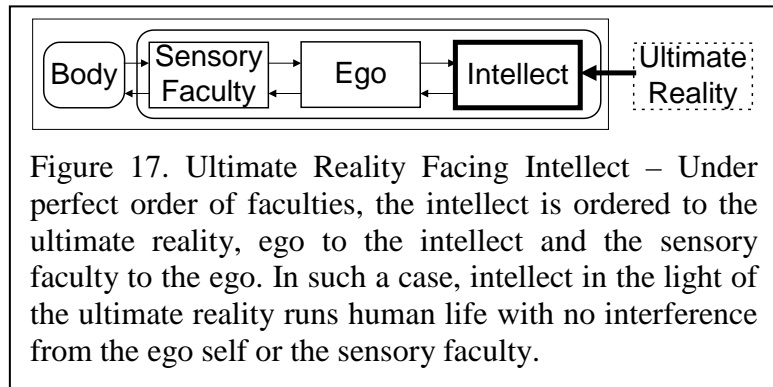 Body
Sensory
Faculty
Ego
Intellect
Ultimate
Reality
Figure 17. Ultimate Reality Facing Intellect – Under
perfect order of faculties, the intellect is ordered to the
ultimate reality, ego to the intellect and the sensory
faculty to the ego. In such a case, intellect in the light of
the ultimate reality runs human life with no interference
from the ego self or the sensory faculty.